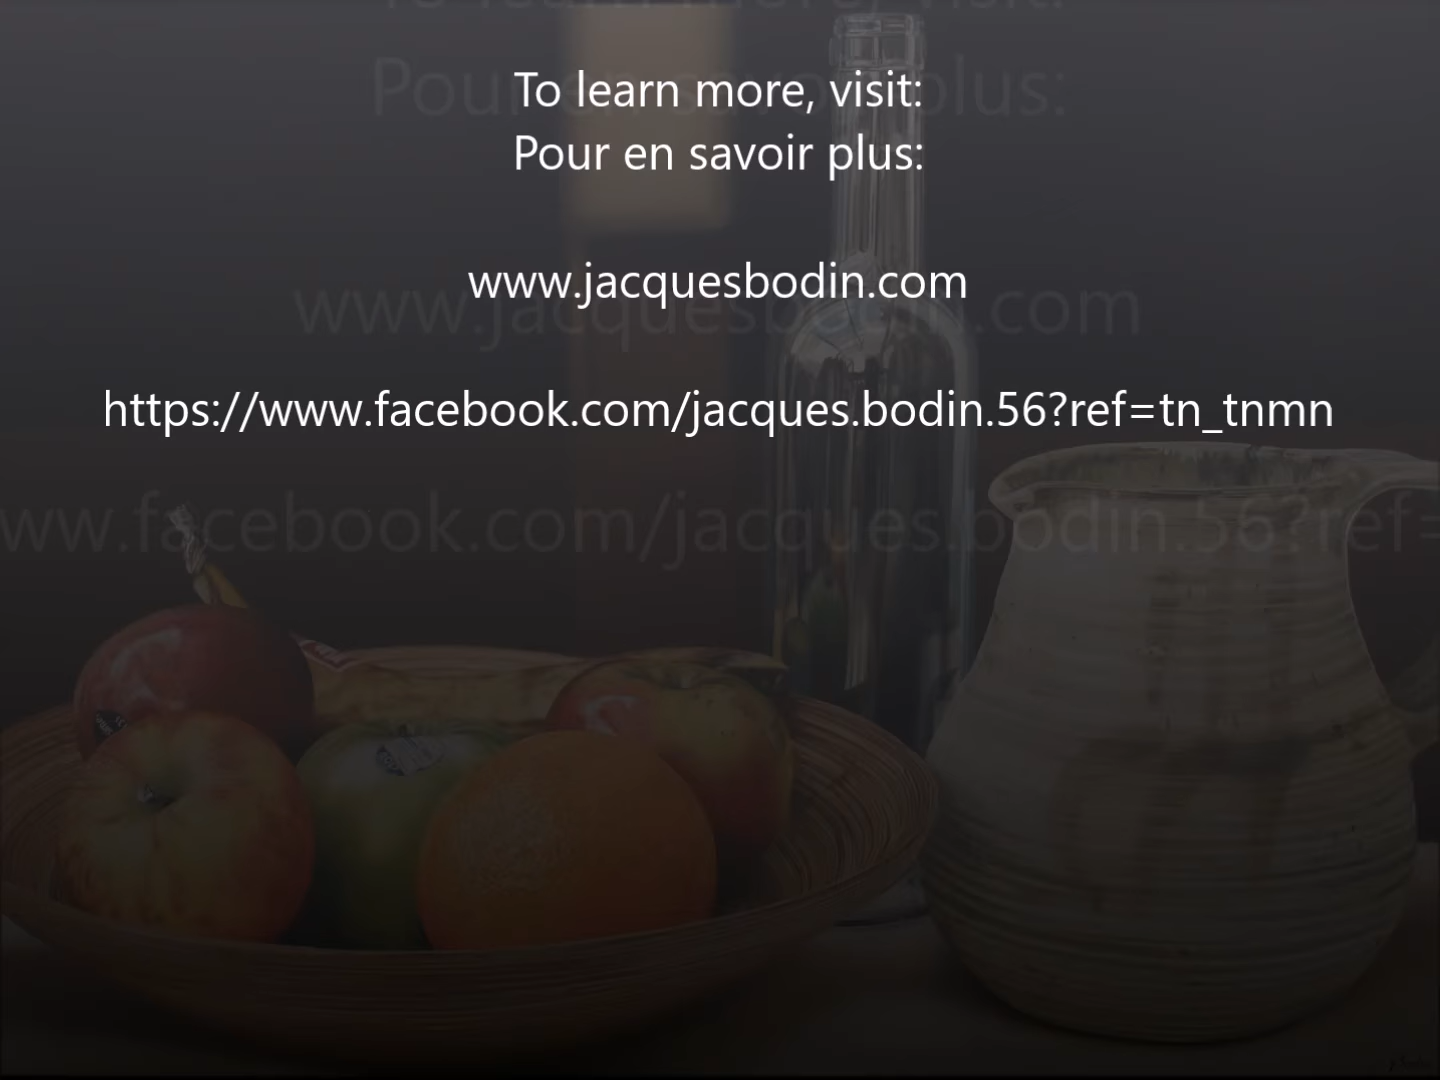 To learn more, visit:
Pour en savoir plus:
www.jacquesbodin.com
https://www.facebook.com/jacques.bodin.56?ref=tn_tnmn